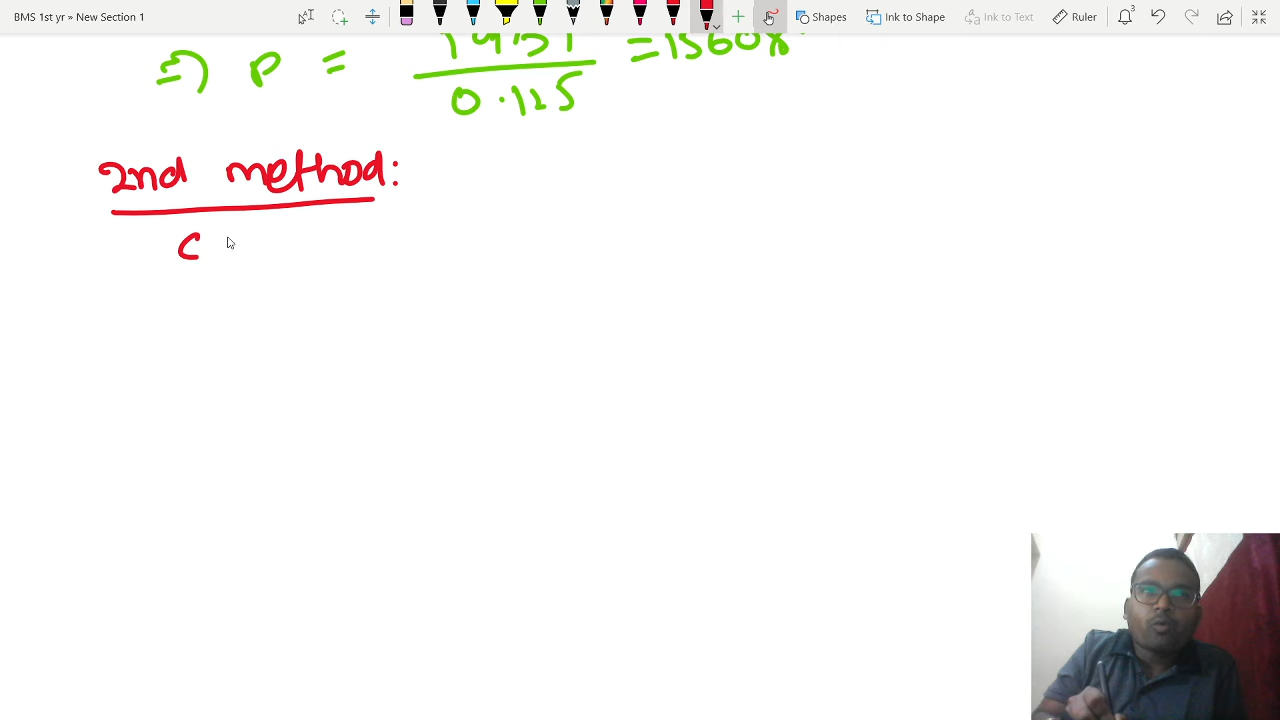 BMS 1st yr » New Section 1
Shapes Ink to Shape Ink to Text Ruler 3
⇒ P = = 1560
0.125
2nd method:
C